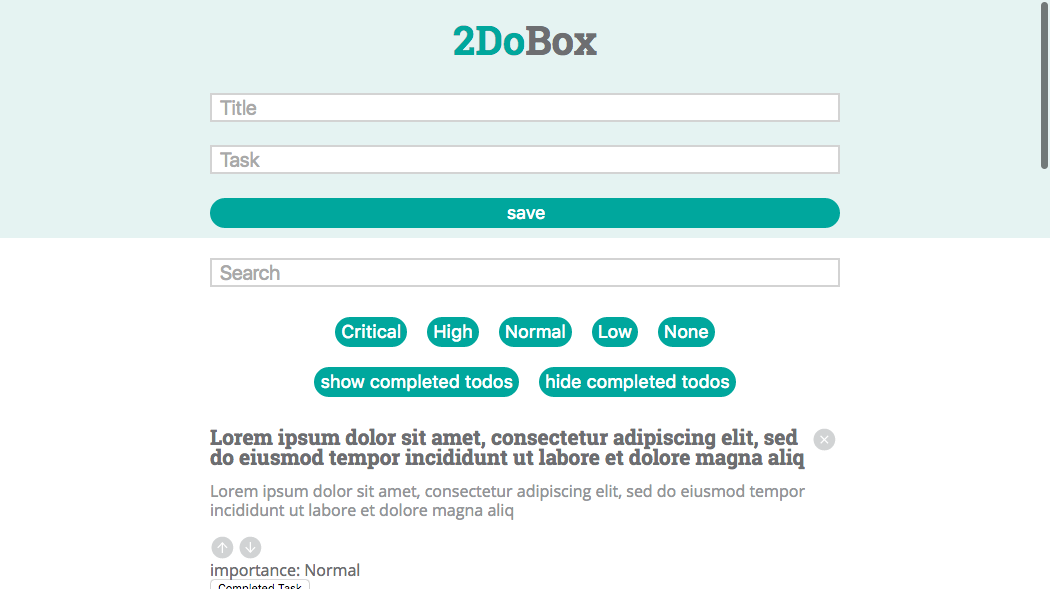 2DoBox
Title
Task
save
Search
Critical High Normal Low None
show completed todos hide completed todos
Lorem ipsum dolor sit amet, consectetur adipiscing elit, sed
do eiusmod tempor incididunt ut labore et dolore magna aliq
Lorem ipsum dolor sit amet, consectetur adipiscing elit, sed do eiusmod tempor
incididunt ut labore et dolore magna aliq
importance: Normal
Completed Task